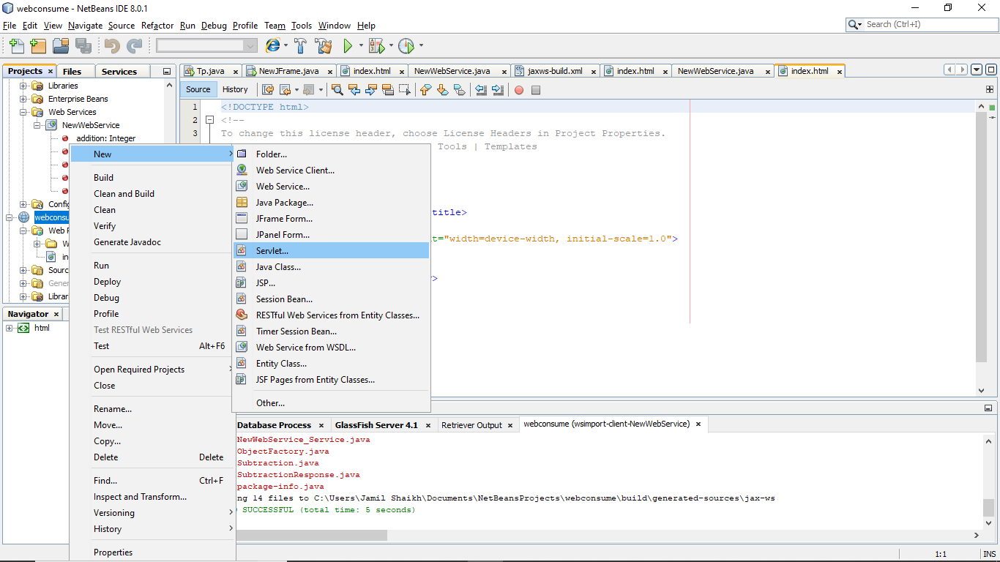 webconsume - NetBeans IDE 8.0.1
File Edit View Navigate Source Refactor Run Debug Profile Team Tools Window Help
Search (Ctrl+I)
Projects Files Services
Tp.java NewJFrame.java index.html NewWebService.java jaxws-build.xml index.html NewWebService.java index.html
Source History
Libraries
Enterprise Beans
Web Services
NewWebService
addition: Integer
Config
webconsu
Web P
W
in
Sourc
Gener
Librar
Navigator
html
1 <!DOCTYPE html>
2 <!--
3 To change this license header, choose License Headers in Project Properties.
Tools | Templates
title>
t="width=device-width, initial-scale=1.0">
>
New
Build
Clean and Build
Clean
Verify
Generate Javadoc
Run
Deploy
Debug
Profile
Test RESTful Web Services
Test Alt+F6
Open Required Projects
Close
Rename...
Move...
Copy...
Delete Delete
Find... Ctrl+F
Inspect and Transform...
Versioning
History
Properties
Folder...
Web Service Client...
Web Service...
Java Package...
JFrame Form...
JPanel Form...
Servlet...
Java Class...
JSP...
Session Bean...
RESTful Web Services from Entity Classes...
Timer Session Bean...
Web Service from WSDL...
Entity Class...
JSF Pages from Entity Classes...
Other...
Database Process GlassFish Server 4.1 Retriever Output webconsume (wsimport-client-NewWebService)
NewWebService_Service.java
ObjectFactory.java
Subtraction.java
SubtractionResponse.java
package-info.java
ng 14 files to C:\Users\Jamil Shaikh\Documents\NetBeansProjects\webconsume\build\generated-sources\jax-ws
SUCCESSFUL (total time: 5 seconds)
1:1 INS